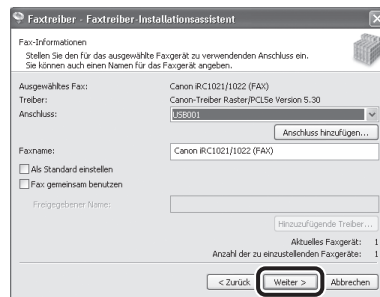 Faxtreiber - Faxtreiber-Installationsassistent
Fax-Informationen
Stellen Sie den für das ausgewählte Faxgerät zu verwendenden Anschluss ein.
Sie können auch einen Namen für das Faxgerät angeben.
Ausgewähltes Fax: Canon iRC1021/1022 (FAX)
Treiber: Canon-Treiber Raster/PCL5e Version 5.30
Anschluss: USB001
Anschluss hinzufügen...
Faxname: Canon iRC1021/1022 (FAX)
Als Standard einstellen
Fax gemeinsam benutzen
Freigegebener Name:
Hinzuzufügende Treiber...
Aktuelles Faxgerät: 1
Anzahl der zu einzustellenden Faxgeräte: 1
< Zurück Weiter > Abbrechen